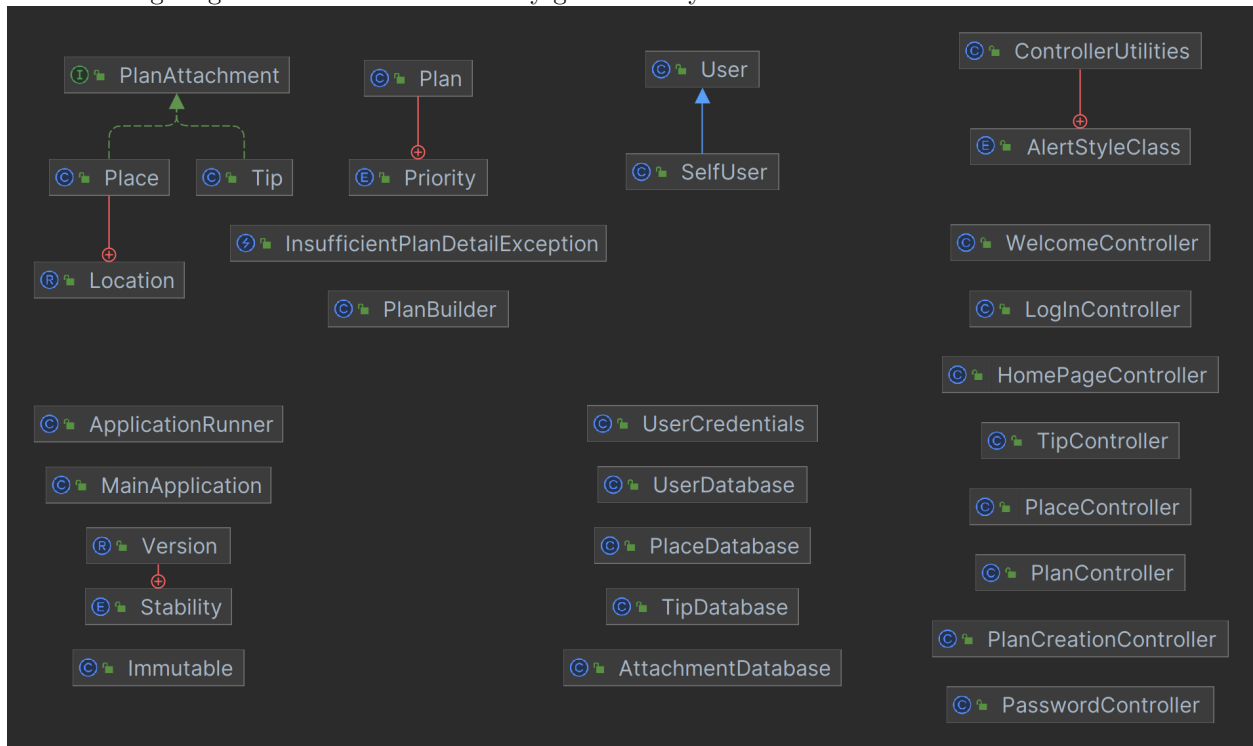 PlanAttachment
Place
Tip
Location
Plan
Priority
InsufficientPlanDetailException
PlanBuilder
User
SelfUser
ControllerUtilities
AlertStyleClass
WelcomeController
LogInController
HomePageController
TipController
PlaceController
PlanController
PlanCreationController
PasswordController
ApplicationRunner
MainApplication
Version
Stability
Immutable
UserCredentials
UserDatabase
PlaceDatabase
TipDatabase
AttachmentDatabase